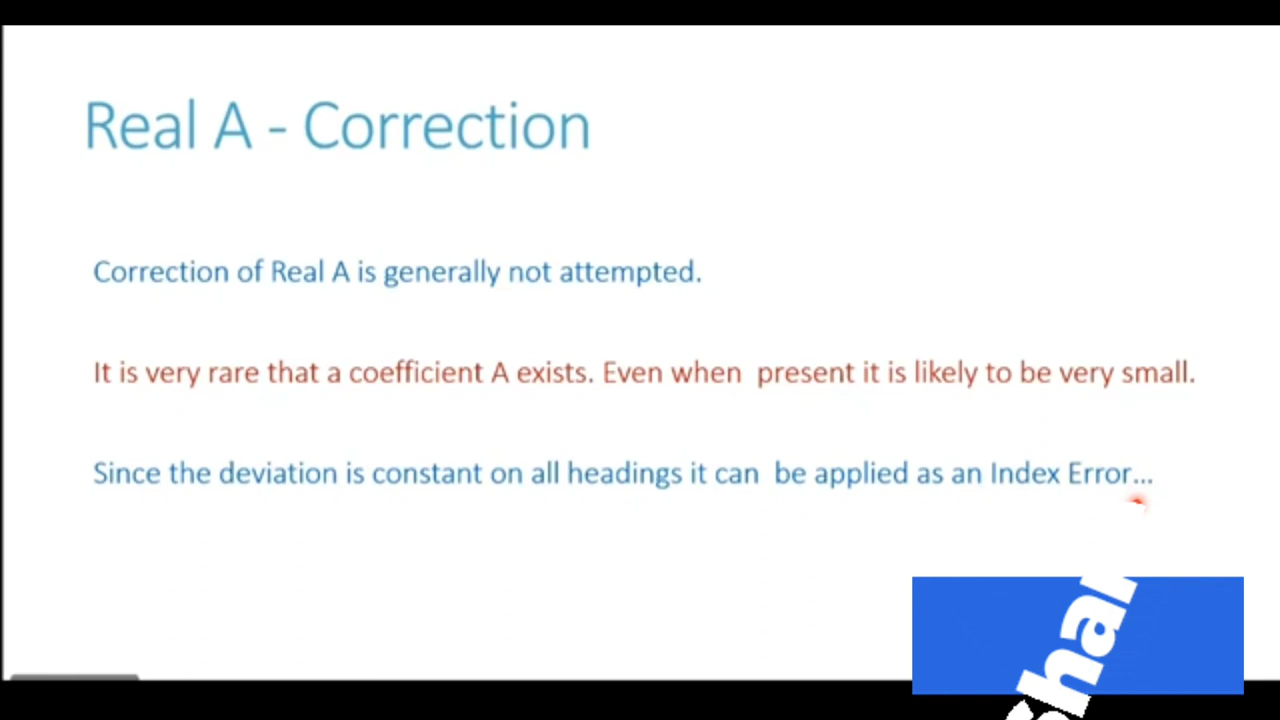 Real A - Correction
Correction of Real A is generally not attempted.
It is very rare that a coefficient A exists. Even when present it is likely to be very small.
Since the deviation is constant on all headings it can be applied as an Index Error...